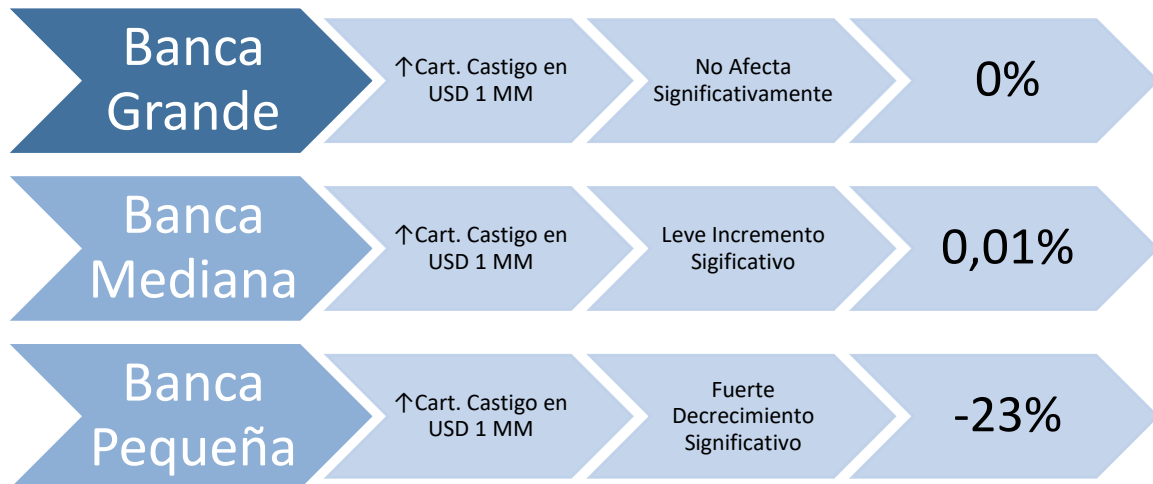 Banca
Grande
↑Cart. Castigo en
USD 1 MM
No Afecta
Significativamente
0%
Banca
Mediana
↑Cart. Castigo en
USD 1 MM
Leve Incremento
Sigificativo
0,01%
Banca
Pequeña
↑Cart. Castigo en
USD 1 MM
Fuerte
Decrecimiento
Significativo
-23%